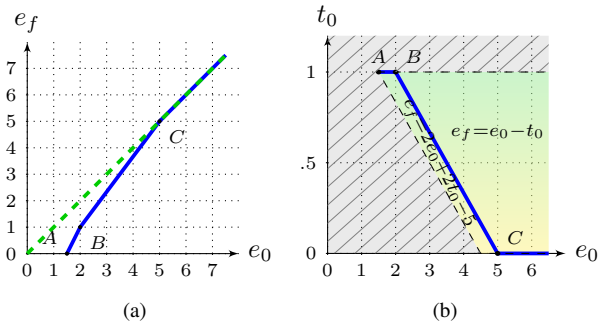 e_f
7
6
5
4
3
2
1
0
0 1 2 3 4 5 6 7
e_0
A
B
C
(a)
t_0
1
.5
0
0 1 2 3 4 5 6
e_0
A B
e_f=e_0−t_0
e_f=2e_0+2t_0−5
C
(b)